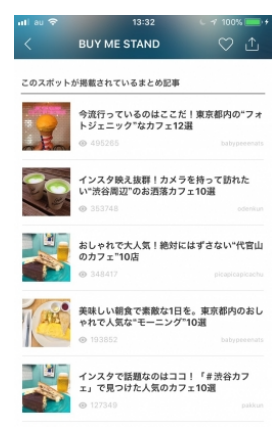 au 13:32 100%
BUY ME STAND
このスポットが掲載されているまとめ記事
今流行っているのはここだ！東京都内の“フォ
トジェニック”なカフェ12選
495265 babypeenats
インスタ映え抜群！カメラを持って訪れた
い“渋谷周辺”のお洒落カフェ10選
353746 odenkun
おしゃれで大人気！絶対にはずさない“代官山
のカフェ”10店
348417 picapicapicachu
美味しい朝食で素敵な1日を。東京都内のおし
ゃれで人気な“モーニング”10選
193852 babypeenats
インスタで話題なのはココ！「＃渋谷カフ
ェ」で見つけた人気のカフェ10選
127349